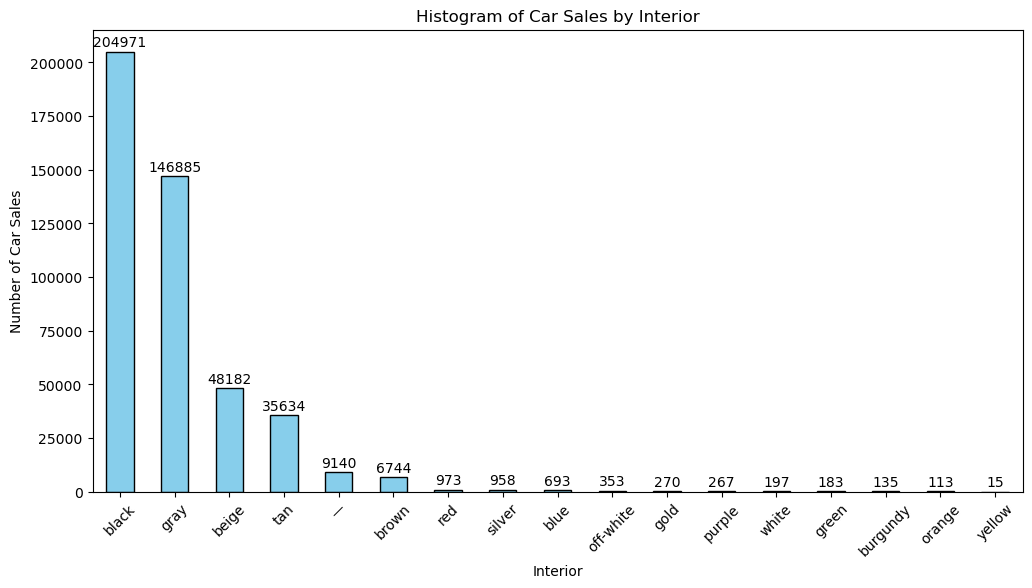 Histogram of Car Sales by Interior
Number of Car Sales
200000
175000
150000
125000
100000
75000
50000
25000
0
204971
146885
48182
35634
9140
6744
973
958
693
353
270
267
197
183
135
113
15
black
gray
beige
tan
—
brown
red
silver
blue
off-white
gold
purple
white
green
burgundy
orange
yellow
Interior